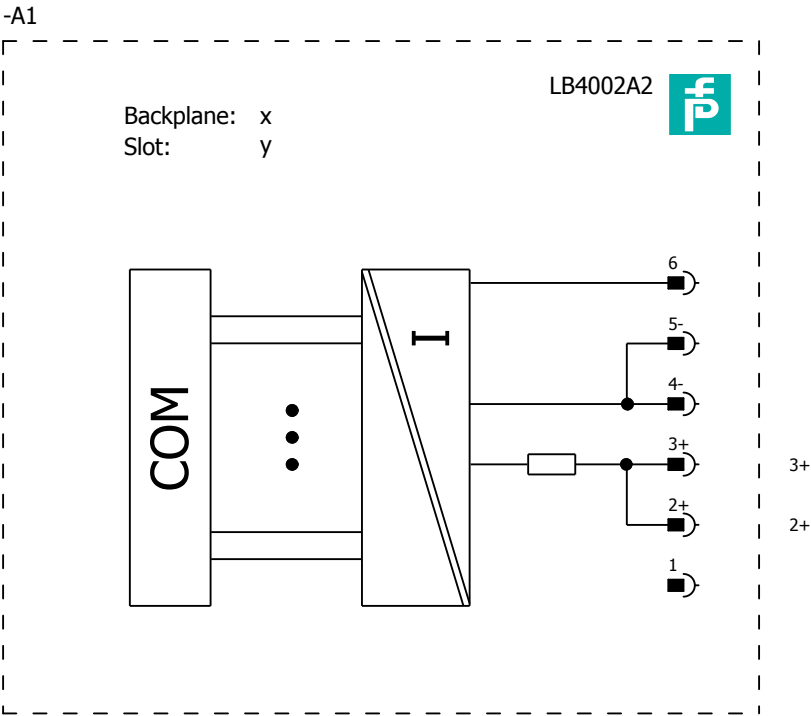 -A1
LB4002A2
Backplane: x
Slot: y
6
5-
I
4-
COM
3+
3+
2+
2+
1